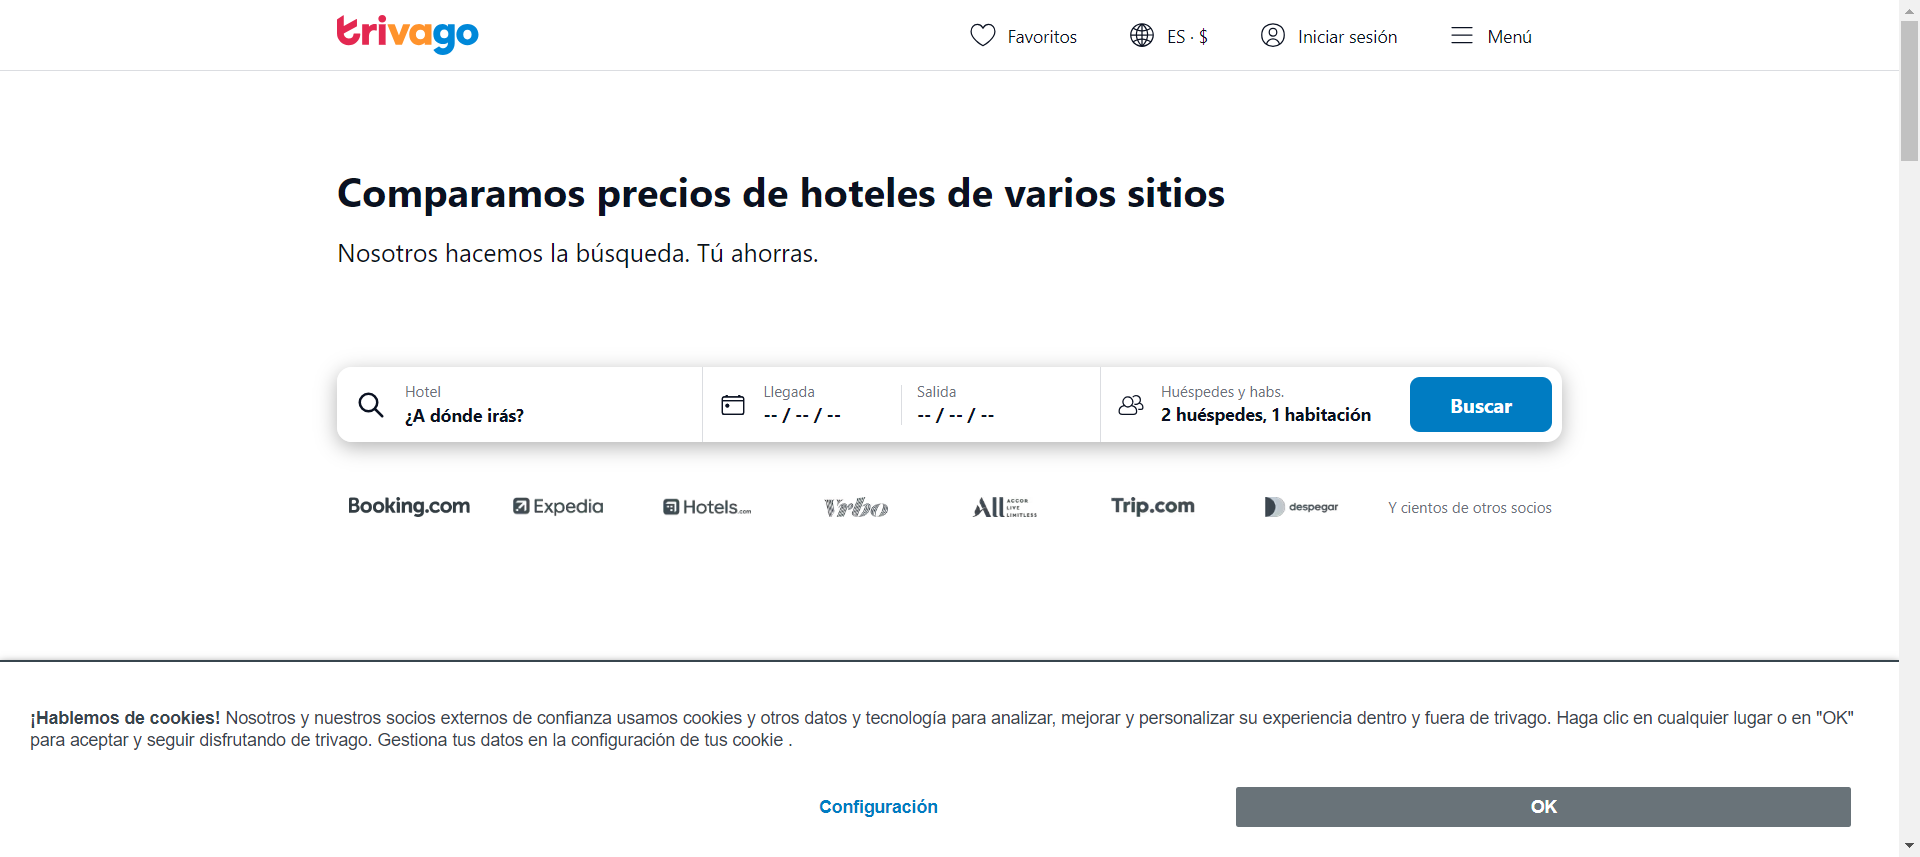 trivago
Favoritos
ES · $
Iniciar sesión
Menú
Comparamos precios de hoteles de varios sitios
Nosotros hacemos la búsqueda. Tú ahorras.
Hotel
¿A dónde irás?
Llegada
-- / -- / --
Salida
-- / -- / --
Huéspedes y habs.
2 huéspedes, 1 habitación
Buscar
Booking.com
Expedia
Hotels.com
Vrbo
All ACCOR LIVE LIMITLESS
Trip.com
despegar
Y cientos de otros socios
¡Hablemos de cookies! Nosotros y nuestros socios externos de confianza usamos cookies y otros datos y tecnología para analizar, mejorar y personalizar su experiencia dentro y fuera de trivago. Haga clic en cualquier lugar o en "OK"
para aceptar y seguir disfrutando de trivago. Gestiona tus datos en la configuración de tus cookie .
Configuración
OK